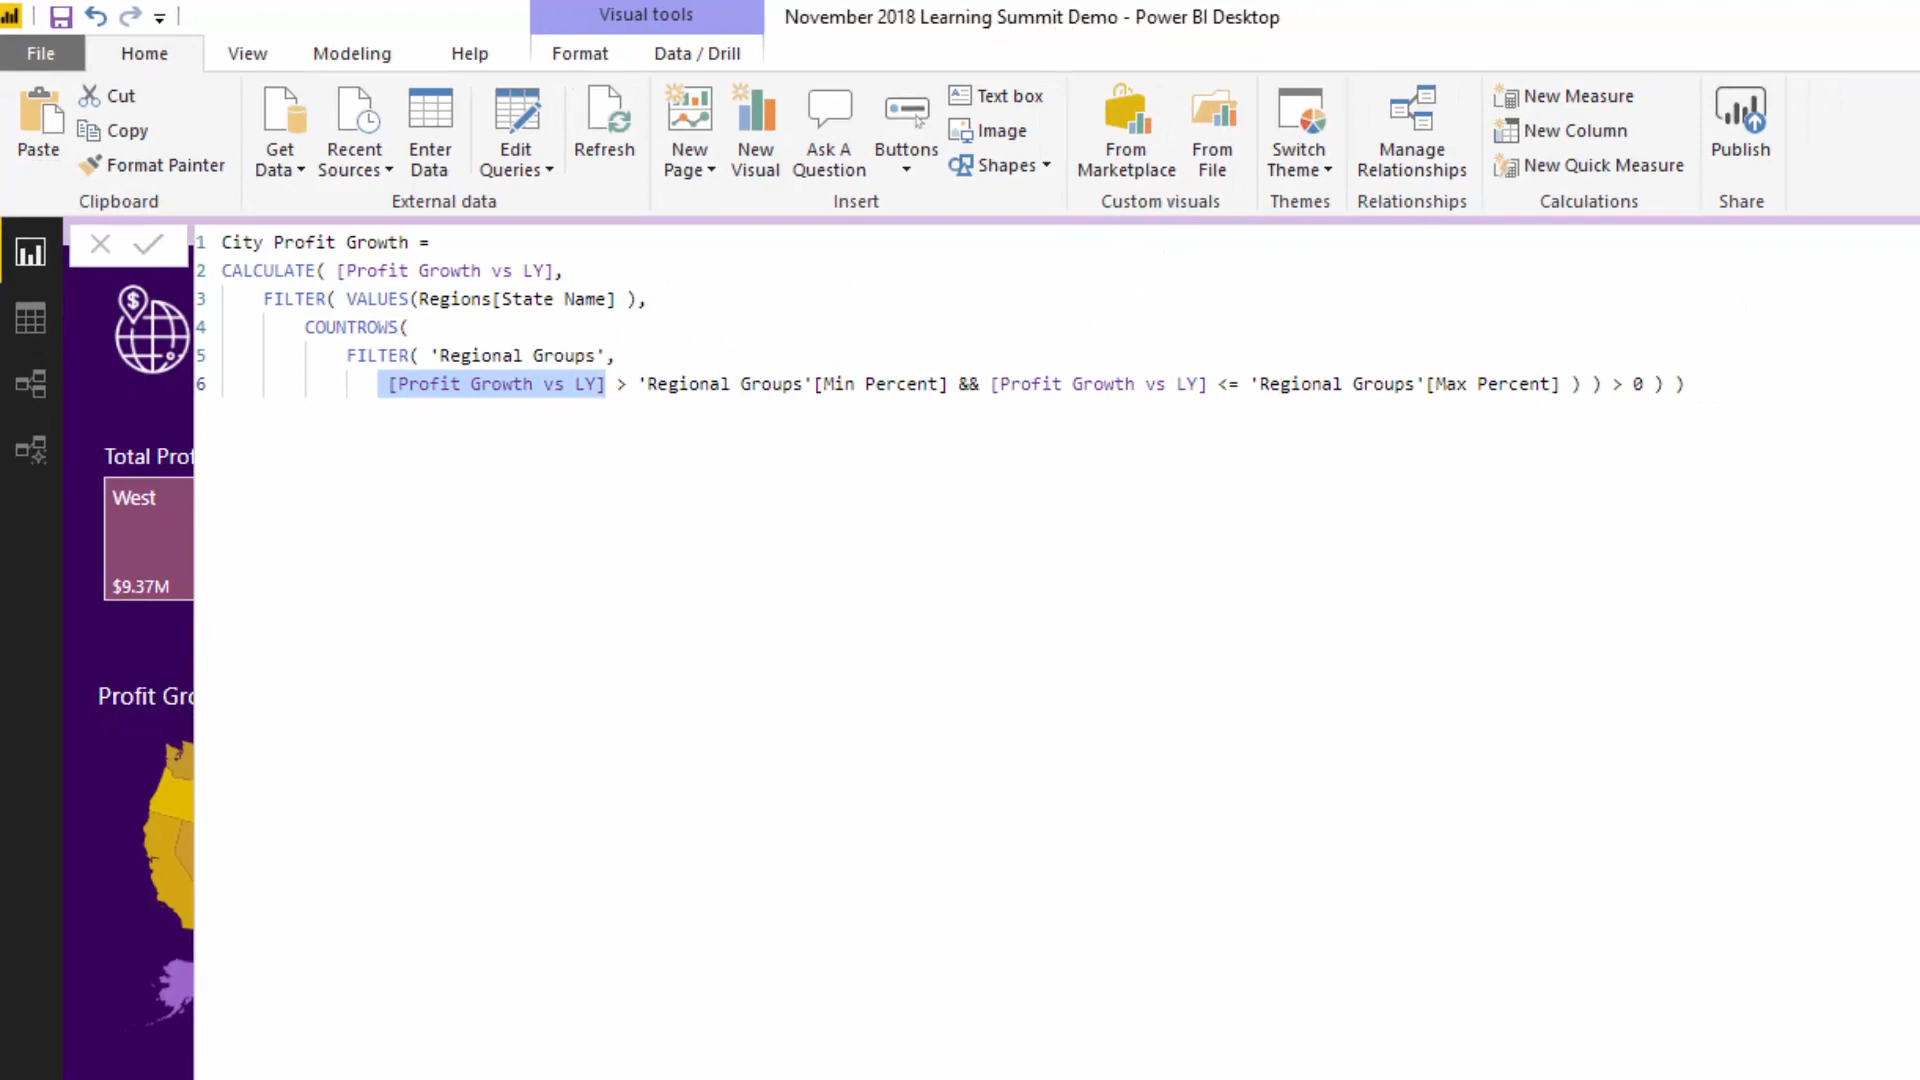 Visual tools
November 2018 Learning Summit Demo - Power BI Desktop
File
Home
View
Modeling
Help
Format
Data / Drill
Paste
Cut
Copy
Format Painter
Clipboard
Get Data
Recent Sources
Enter Data
Edit Queries
Refresh
External data
New Page
New Visual
Ask A Question
Buttons
Text box
Image
Shapes
Insert
From Marketplace
From File
Custom visuals
Switch Theme
Themes
Manage Relationships
Relationships
New Measure
New Column
New Quick Measure
Calculations
Publish
Share
1 City Profit Growth =
2 CALCULATE( [Profit Growth vs LY],
3 FILTER( VALUES(Regions[State Name] ),
4 COUNTROWS(
5 FILTER( 'Regional Groups',
6 [Profit Growth vs LY] > 'Regional Groups'[Min Percent] && [Profit Growth vs LY] <= 'Regional Groups'[Max Percent] ) ) > 0 ) )
Total Prof
West
$9.37M
Profit Gro